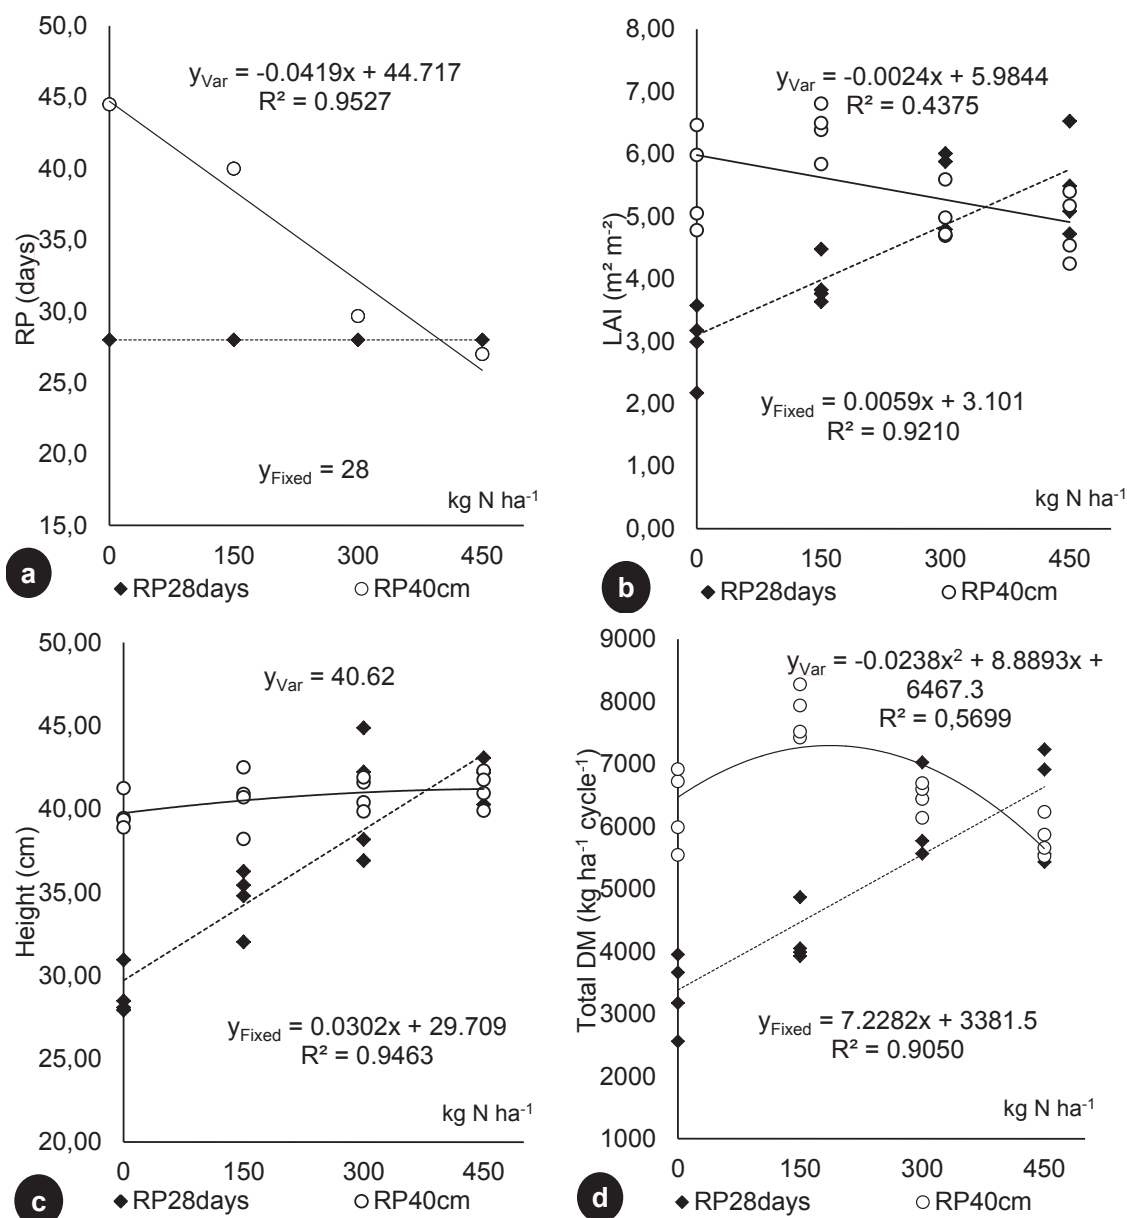 50,0
45,0
40,0
35,0
30,0
25,0
20,0
15,0
RP (days)
yVar = -0.0419x + 44.717
R² = 0.9527
yFixed = 28
kg N ha⁻¹
0 150 300 450
a
RP28days RP40cm
8,00
7,00
6,00
5,00
4,00
3,00
2,00
1,00
0,00
LAI (m² m⁻²)
yVar = -0.0024x + 5.9844
R² = 0.4375
yFixed = 0.0059x + 3.101
R² = 0.9210
kg N ha⁻¹
0 150 300 450
b
RP28days RP40cm
50,00
45,00
40,00
35,00
30,00
25,00
20,00
Height (cm)
yVar = 40.62
yFixed = 0.0302x + 29.709
R² = 0.9463
kg N ha⁻¹
0 150 300 450
c
RP28days RP40cm
9000
8000
7000
6000
5000
4000
3000
2000
1000
Total DM (kg ha⁻¹ cycle⁻¹)
yVar = -0.0238x² + 8.8893x +
6467.3
R² = 0,5699
yFixed = 7.2282x + 3381.5
R² = 0.9050
kg N ha⁻¹
0 150 300 450
d
RP28days RP40cm